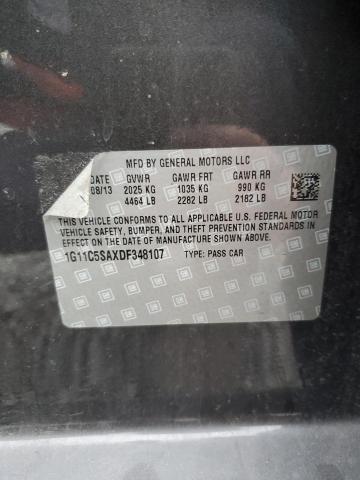 MFD BY GENERAL MOTORS LLC
DATE GVWR GAWR FRT GAWR RR
08/13 2025 KG 1035 KG 990 KG
4464 LB 2282 LB 2182 LB
THIS VEHICLE CONFORMS TO ALL APPLICABLE U.S. FEDERAL MOTOR
VEHICLE SAFETY, BUMPER, AND THEFT PREVENTION STANDARDS IN
EFFECT ON THE DATE OF MANUFACTURE SHOWN ABOVE.
1G11C5SAXDF348107 TYPE: PASS CAR